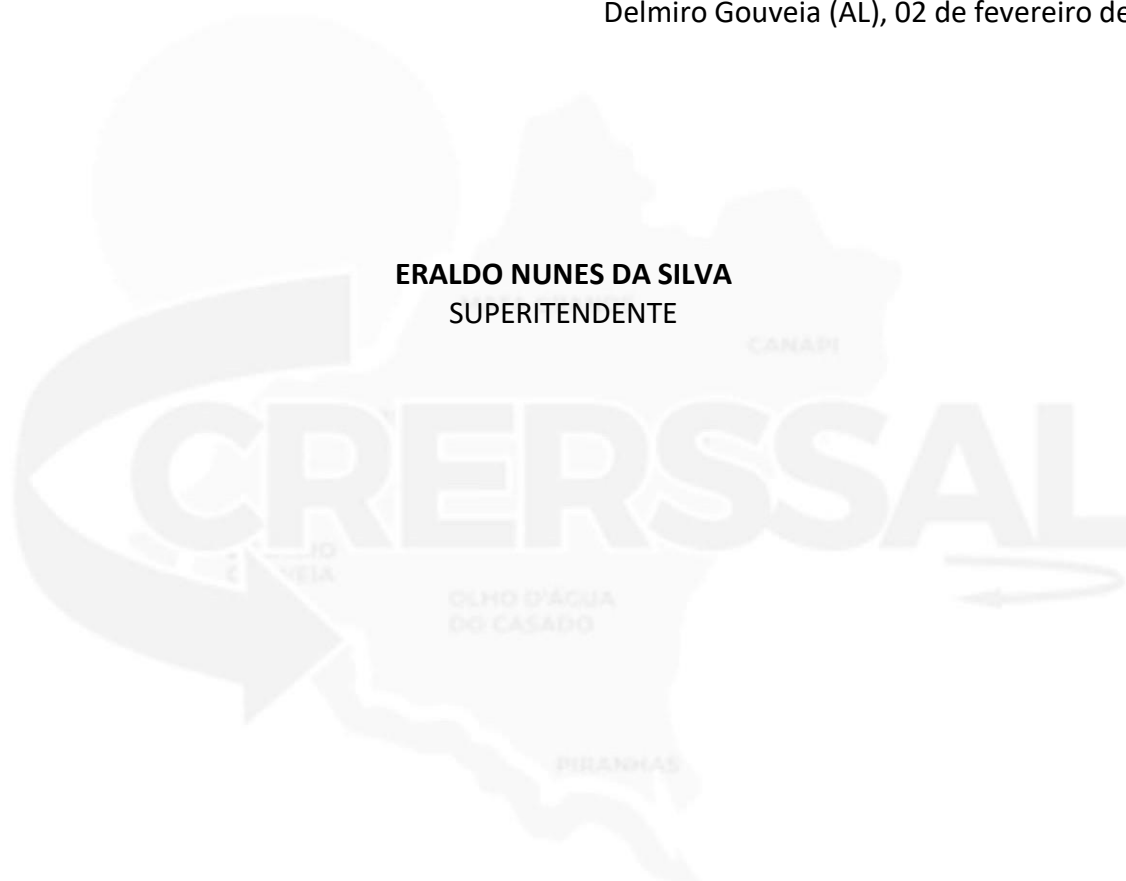 Delmiro Gouveia (AL), 02 de fevereiro de
ERALDO NUNES DA SILVA
SUPERITENDENTE
CANAPI
CRERSSAL
OLHO D'ÁGUA
DO CASADO
PIRANHAS